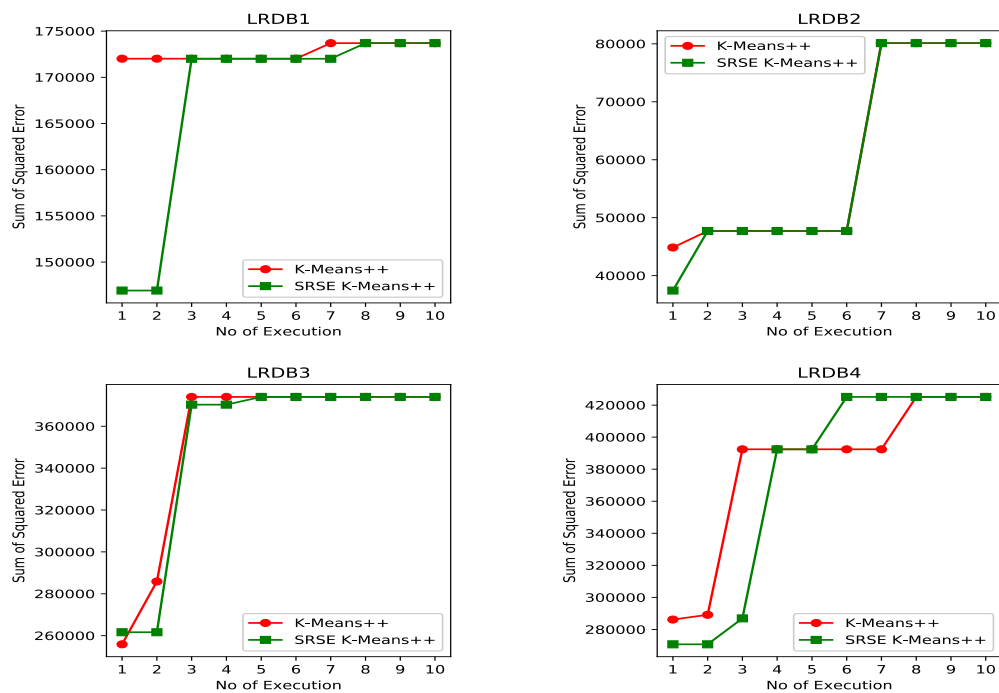 LRDB1
175000
170000
165000
160000
155000
150000
Sum of Squared Error
K-Means++
SRSE K-Means++
1 2 3 4 5 6 7 8 9 10
No of Execution
LRDB2
80000
70000
60000
50000
40000
Sum of Squared Error
K-Means++
SRSE K-Means++
1 2 3 4 5 6 7 8 9 10
No of Execution
LRDB3
360000
340000
320000
300000
280000
260000
Sum of Squared Error
K-Means++
SRSE K-Means++
1 2 3 4 5 6 7 8 9 10
No of Execution
LRDB4
420000
400000
380000
360000
340000
320000
300000
280000
Sum of Squared Error
K-Means++
SRSE K-Means++
1 2 3 4 5 6 7 8 9 10
No of Execution